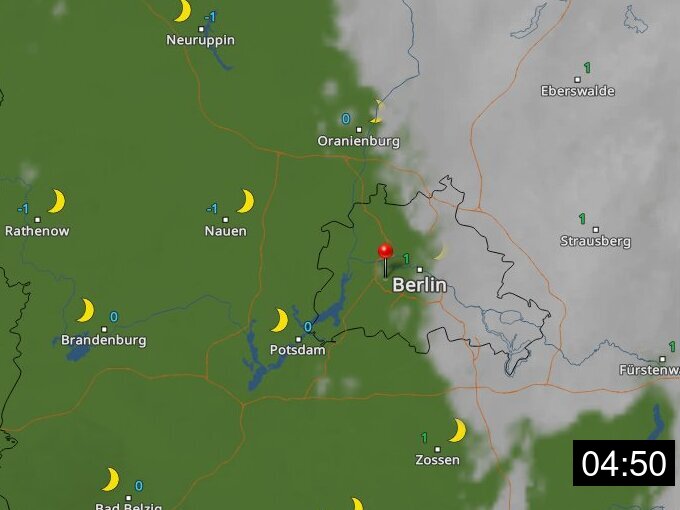 -1
Neuruppin
1
Eberswalde
0
Oranienburg
-1
Rathenow
-1
Nauen
1
Strausberg
1
Berlin
0
Brandenburg
0
Potsdam
1
Fürstenwa
1
Zossen
04:50
0
Bad Belzig